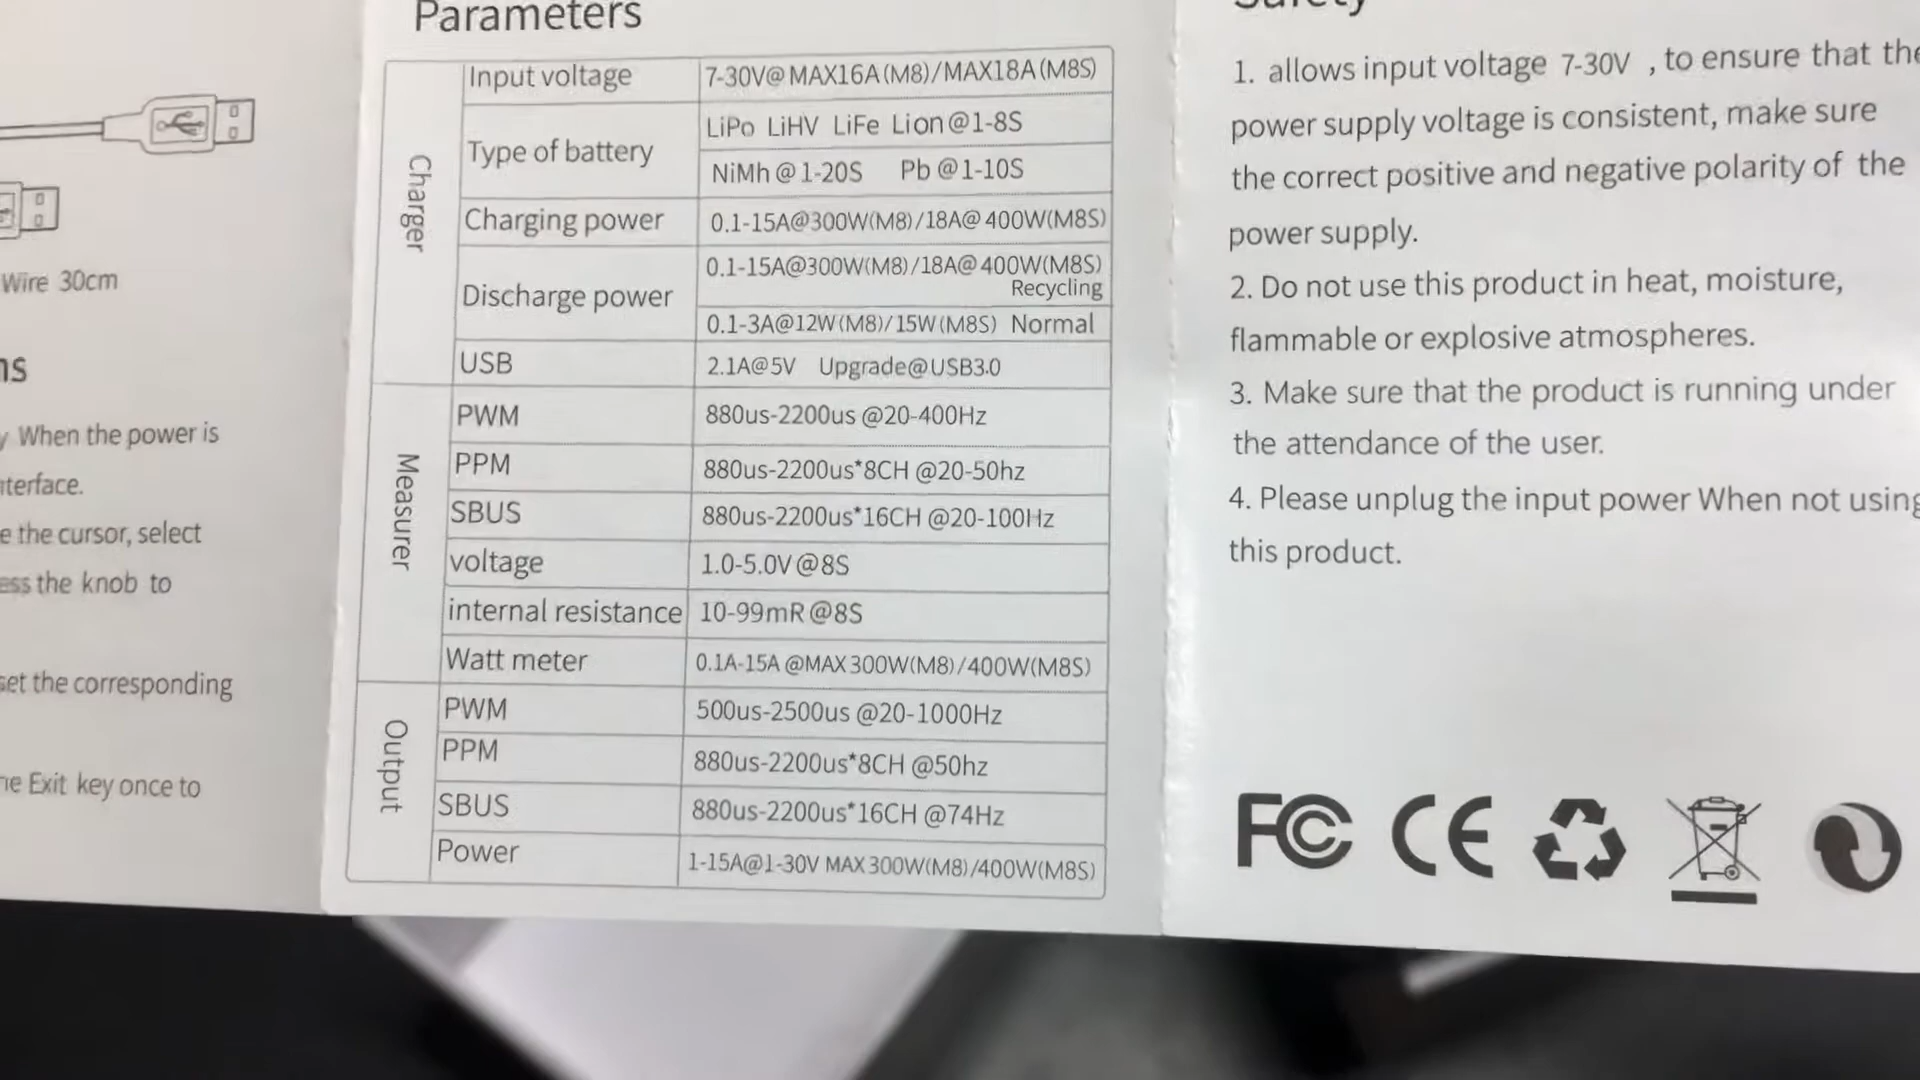 Wire 30cm
When the power is
the cursor, select
the knob to
set the corresponding
Exit key once to
Parameters
Charger
Input voltage 7-30V@MAX16A(M8)/MAX18A(M8S)
Type of battery LiPo LiHV LiFe Lion@1-8S
NiMh@1-20S Pb@1-10S
Charging power 0.1-15A@300W(M8)/18A@400W(M8S)
Discharge power 0.1-15A@300W(M8)/18A@400W(M8S)
Recycling
0.1-3A@12W(M8)/15W(M8S) Normal
USB 2.1A@5V Upgrade@USB3.0
Measurer
PWM 880us-2200us @20-400Hz
PPM 880us-2200us*8CH @20-50hz
SBUS 880us-2200us*16CH @20-100Hz
voltage 1.0-5.0V@8S
internal resistance 10-99mR@8S
Watt meter 0.1A-15A @MAX300W(M8)/400W(M8S)
Output
PWM 500us-2500us @20-1000Hz
PPM 880us-2200us*8CH @50hz
SBUS 880us-2200us*16CH @74Hz
Power 1-15A@1-30V MAX300W(M8)/400W(M8S)
Safety
1. allows input voltage 7-30V , to ensure that the
power supply voltage is consistent, make sure
the correct positive and negative polarity of the
power supply.
2. Do not use this product in heat, moisture,
flammable or explosive atmospheres.
3. Make sure that the product is running under
the attendance of the user.
4. Please unplug the input power When not using
this product.
FC CE